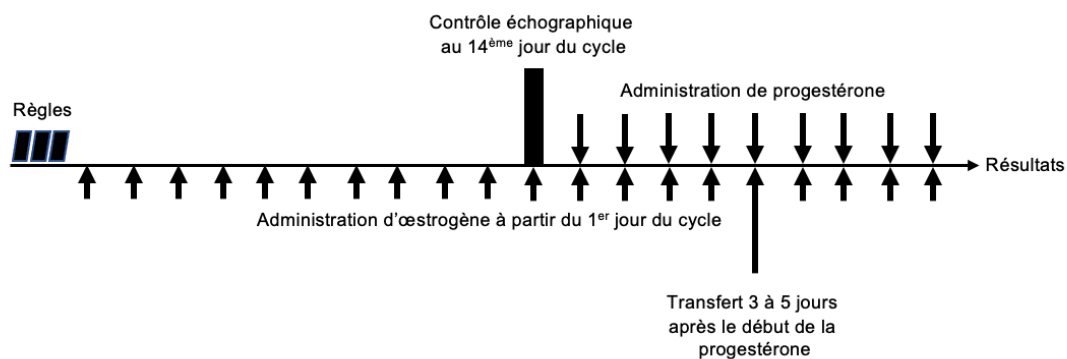 Contrôle échographique
au 14ème jour du cycle
Administration de progestérone
Règles
Résultats
Administration d’œstrogène à partir du 1er jour du cycle
Transfert 3 à 5 jours
après le début de la
progestérone